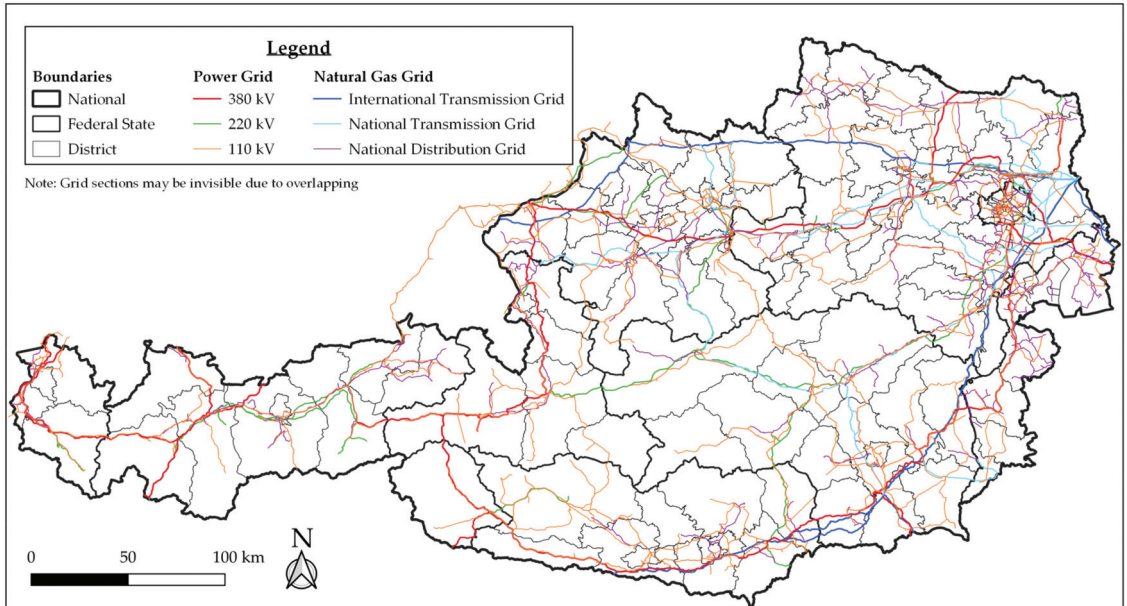 Legend
Boundaries Power Grid Natural Gas Grid
National 380 kV International Transmission Grid
Federal State 220 kV National Transmission Grid
District 110 kV National Distribution Grid
Note: Grid sections may be invisible due to overlapping
N
0 50 100 km